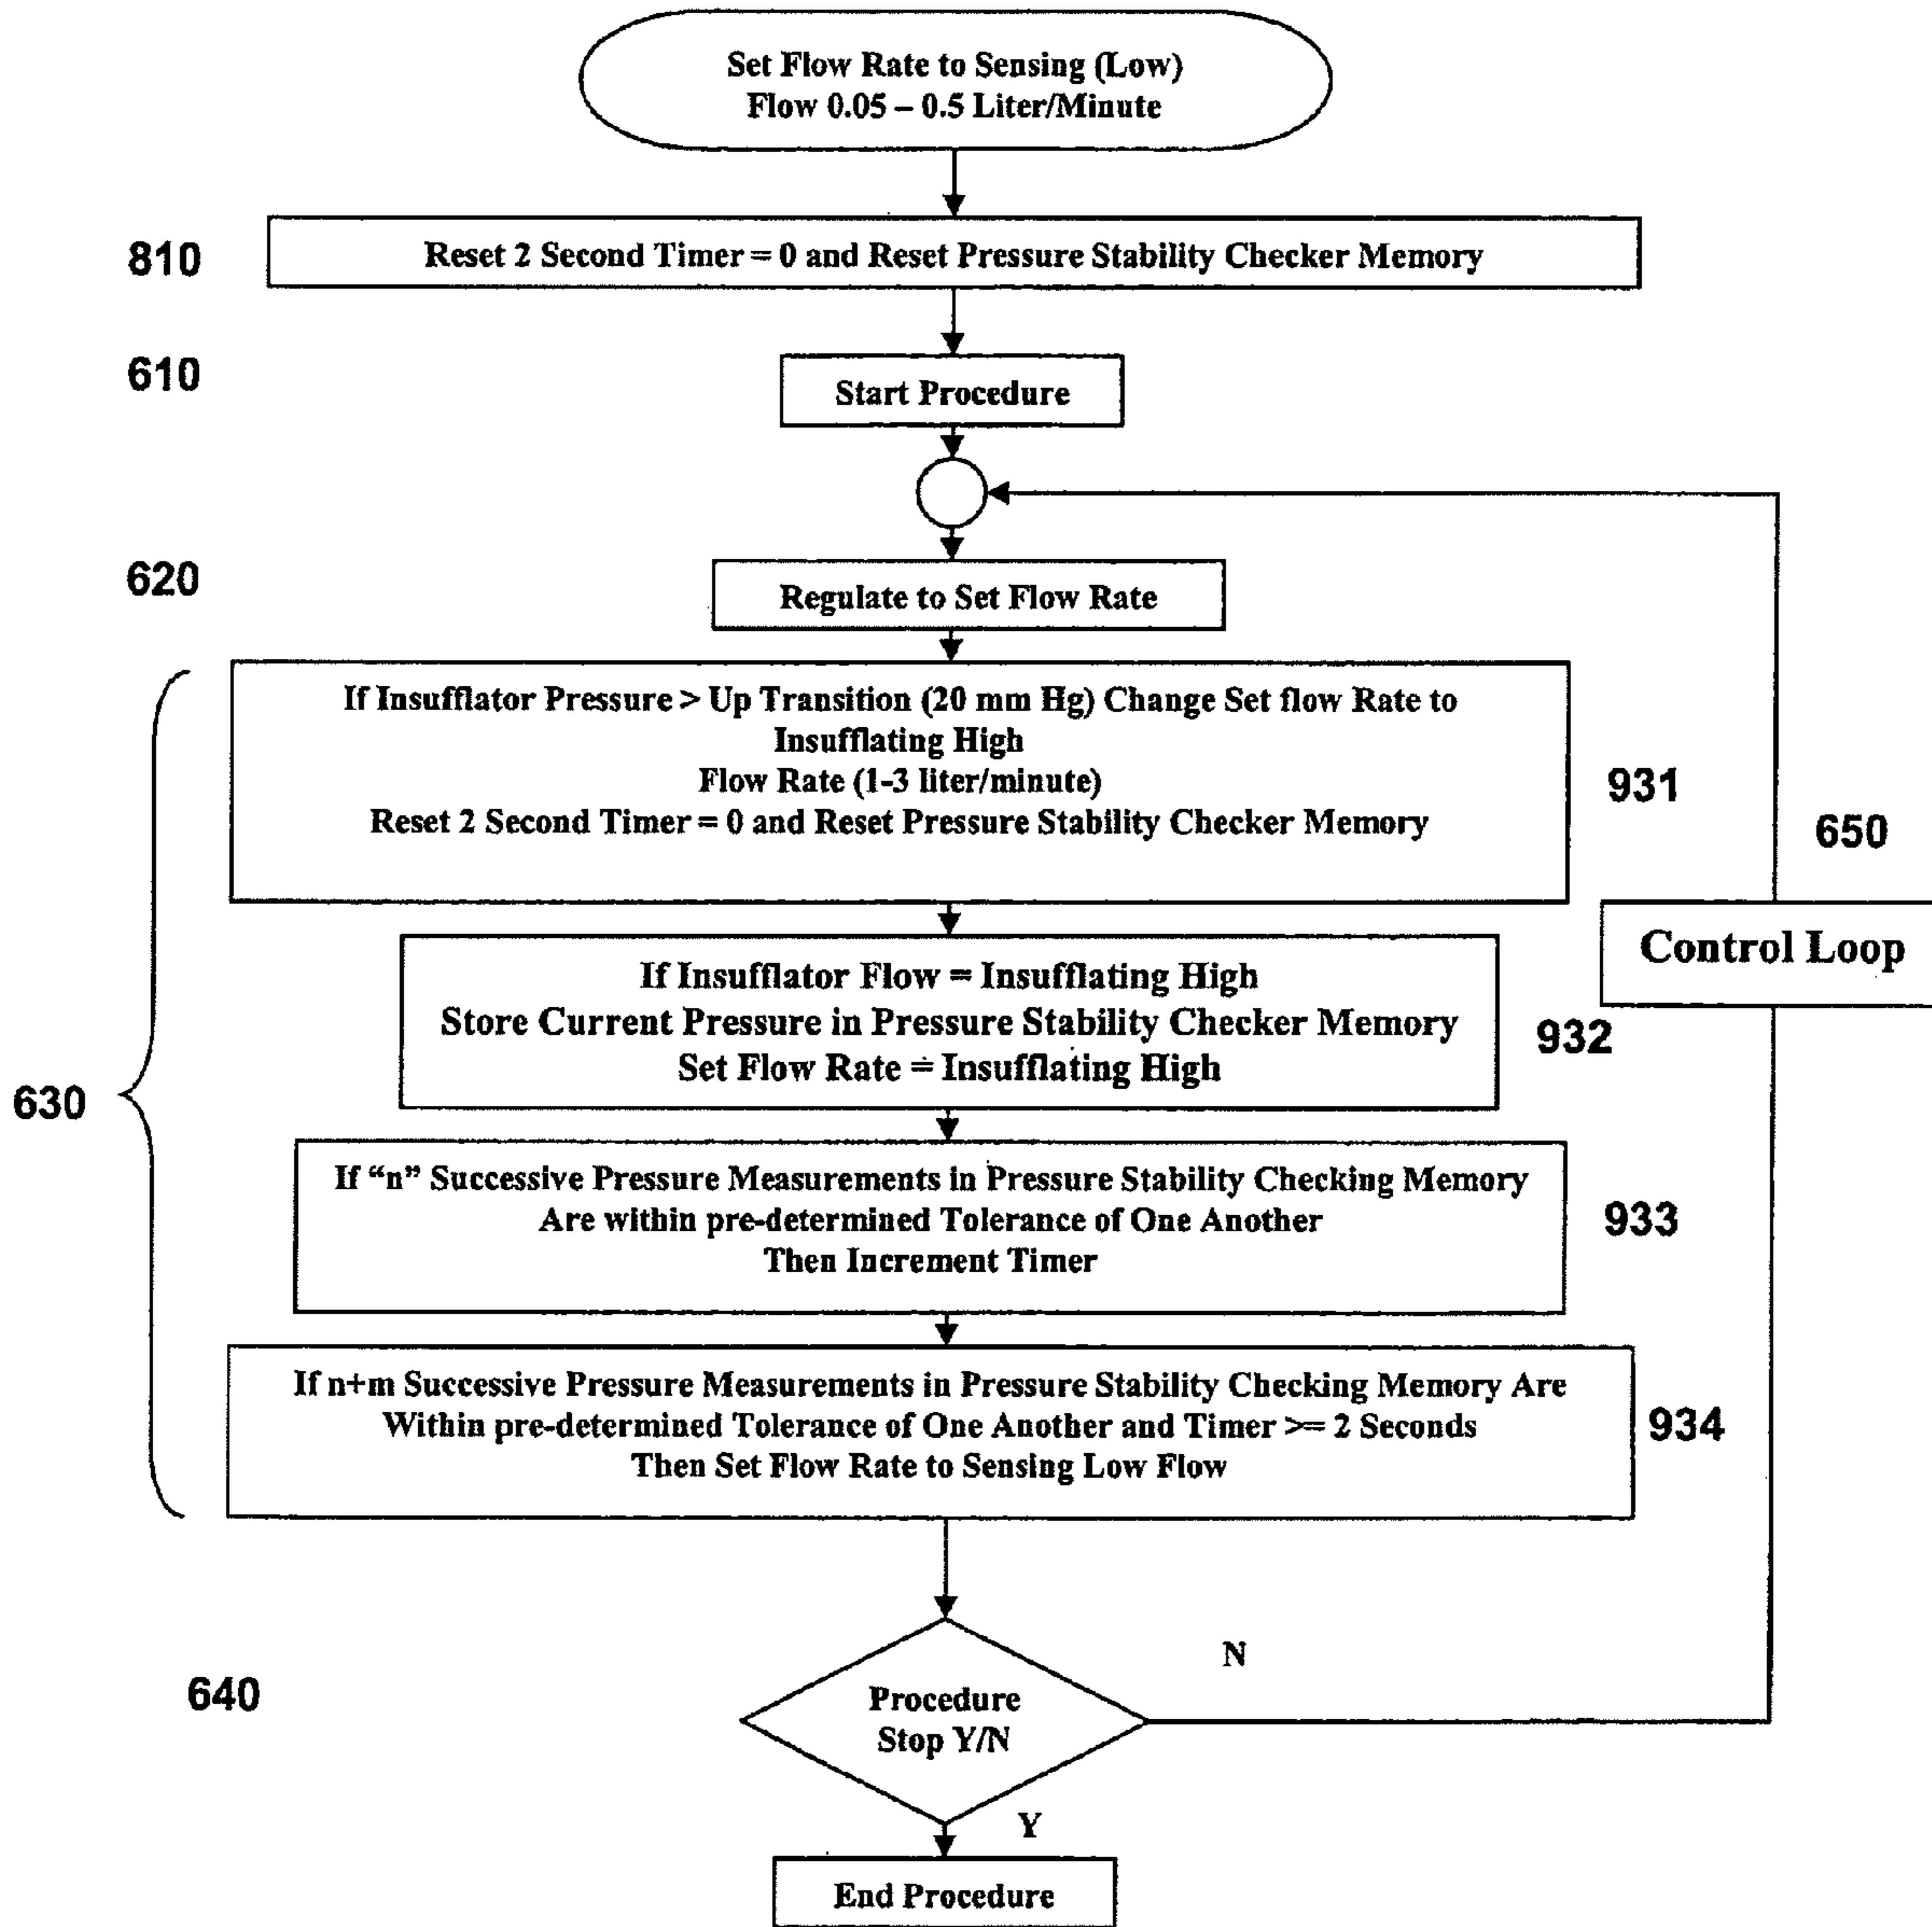 Set Flow Rate to Sensing (Low)
Flow 0.05 – 0.5 Liter/Minute
810
Reset 2 Second Timer = 0 and Reset Pressure Stability Checker Memory
610
Start Procedure
620
Regulate to Set Flow Rate
If Insufflator Pressure > Up Transition (20 mm Hg) Change Set flow Rate to
Insufflating High
Flow Rate (1-3 liter/minute)
Reset 2 Second Timer = 0 and Reset Pressure Stability Checker Memory
931
650
Control Loop
If Insufflator Flow = Insufflating High
Store Current Pressure in Pressure Stability Checker Memory
Set Flow Rate = Insufflating High
932
630
If “n” Successive Pressure Measurements in Pressure Stability Checking Memory
Are within pre-determined Tolerance of One Another
Then Increment Timer
933
If n+m Successive Pressure Measurements in Pressure Stability Checking Memory Are
Within pre-determined Tolerance of One Another and Timer >= 2 Seconds
Then Set Flow Rate to Sensing Low Flow
934
N
640
Procedure
Stop Y/N
Y
End Procedure